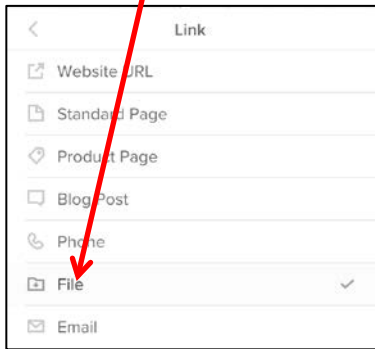 Link
Website URL
Standard Page
Product Page
Blog Post
Phone
File
Email